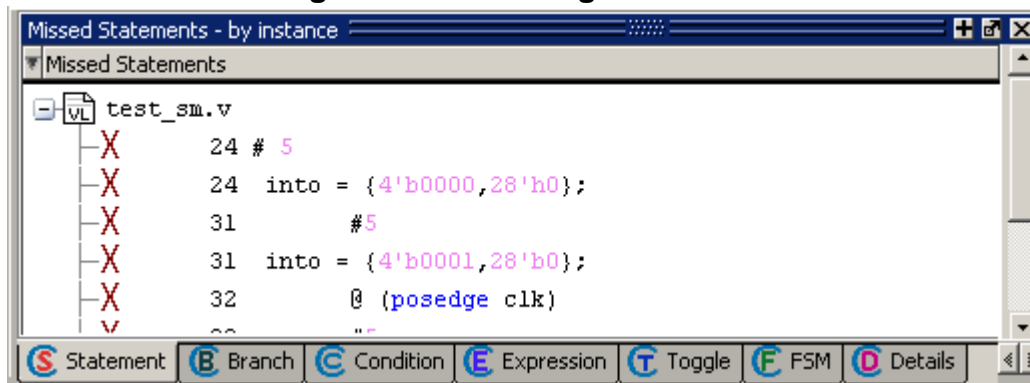 Missed Statements - by instance
Missed Statements
test_sm.v
X 24 # 5
X 24 into = {4'b0000,28'h0};
X 31 #5
X 31 into = {4'b0001,28'b0};
X 32 @ (posedge clk)
S Statement B Branch C Condition E Expression T Toggle F FSM D Details